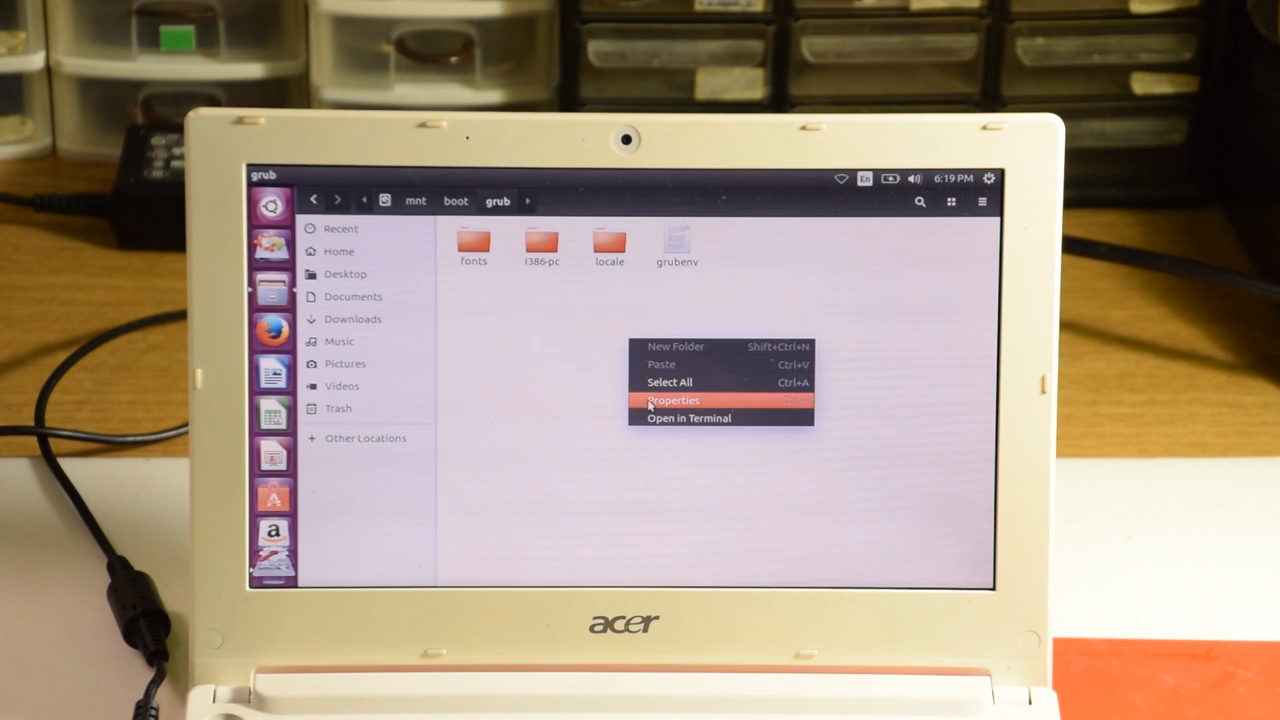 grub
En
6:19 PM
mnt boot grub
Recent
Home
Desktop
Documents
Downloads
Music
Pictures
Videos
Trash
Other Locations
fonts
i386-pc
locale
grubenv
New Folder Shift+Ctrl+N
Paste Ctrl+V
Select All Ctrl+A
Properties
Open in Terminal
a
acer